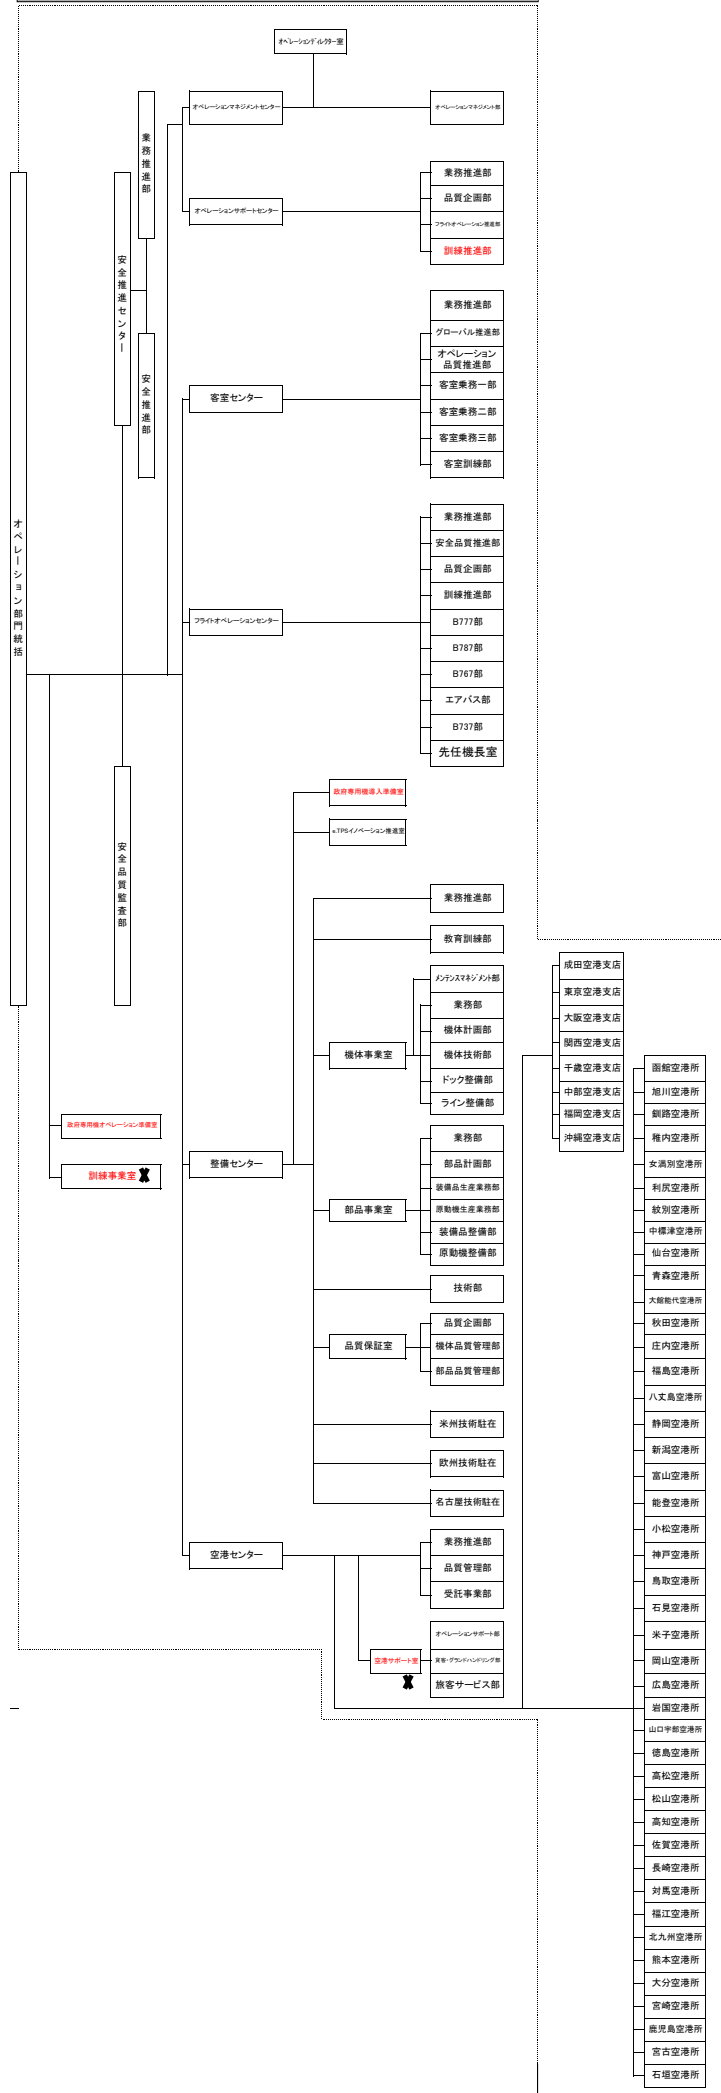 オペレーションディレクター室
オペレーションマネジメントセンター
オペレーションマネジメント部
業務推進部
安全推進センター
安全推進部
オペレーション部門統括
安全品質監査部
オペレーションサポートセンター
業務推進部
品質企画部
フライトオペレーション推進部
訓練推進部
客室センター
業務推進部
グローバル推進部
オペレーション
品質推進部
客室乗務一部
客室乗務二部
客室乗務三部
客室訓練部
フライトオペレーションセンター
業務推進部
安全品質推進部
品質企画部
訓練推進部
B777部
B787部
B767部
エアバス部
B737部
先任機長室
政府専用機導入準備室
e.TPSイノベーション推進室
政府専用機オペレーション準備室
訓練事業室
整備センター
業務推進部
教育訓練部
機体事業室
メンテンスマネジメント部
業務部
機体計画部
機体技術部
ドック整備部
ライン整備部
部品事業室
業務部
部品計画部
装備品生産業務部
原動機生産業務部
装備品整備部
原動機整備部
技術部
品質保証室
品質企画部
機体品質管理部
部品品質管理部
米州技術駐在
欧州技術駐在
名古屋技術駐在
空港センター
業務推進部
品質管理部
受託事業部
空港サポート室
オペレーションサポート部
貨客・グランドハンドリング部
旅客サービス部
成田空港支店
東京空港支店
大阪空港支店
関西空港支店
千歳空港支店
中部空港支店
福岡空港支店
沖縄空港支店
函館空港所
旭川空港所
釧路空港所
稚内空港所
女満別空港所
利尻空港所
紋別空港所
中標津空港所
仙台空港所
青森空港所
大館能代空港所
秋田空港所
庄内空港所
福島空港所
八丈島空港所
静岡空港所
新潟空港所
富山空港所
能登空港所
小松空港所
神戸空港所
鳥取空港所
石見空港所
米子空港所
岡山空港所
広島空港所
岩国空港所
山口宇部空港所
徳島空港所
高松空港所
松山空港所
高知空港所
佐賀空港所
長崎空港所
対馬空港所
福江空港所
北九州空港所
熊本空港所
大分空港所
宮崎空港所
鹿児島空港所
宮古空港所
石垣空港所